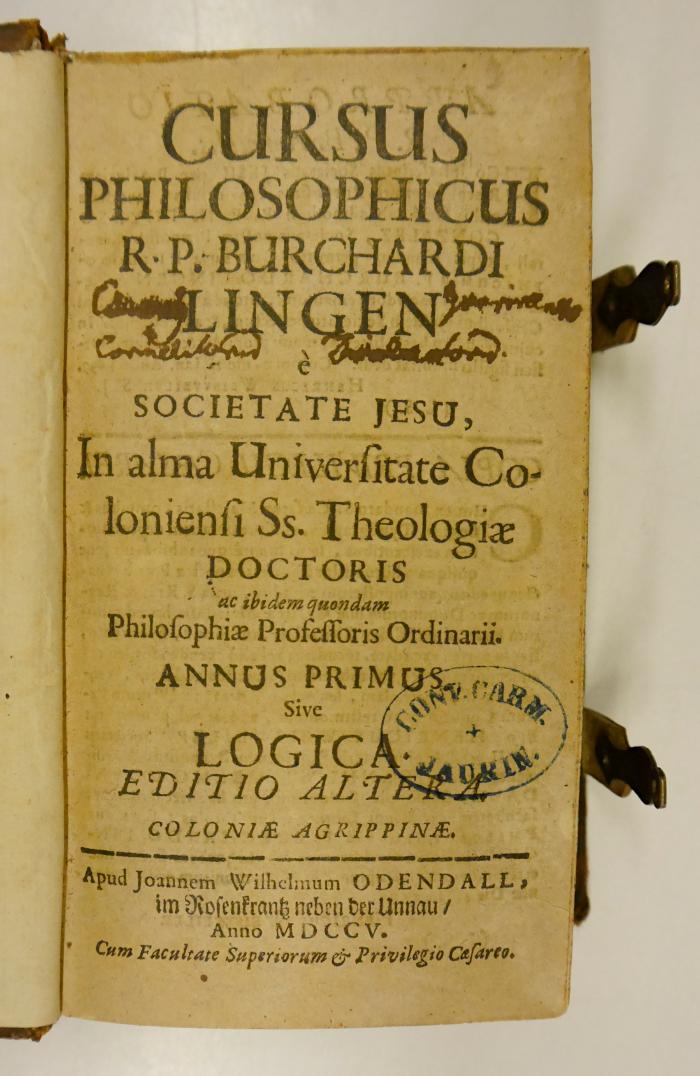 CURSUS
PHILOSOPHICUS
R. P. BURCHARDI
LINGEN
è
SOCIETATE JESU,
In alma Univerſitate Co-
lonienſi Ss. Theologiæ
DOCTORIS
ac ibidem quondam
Philoſophiæ Profeſſoris Ordinarii.
ANNUS PRIMUS
Sive
LOGICA.
EDITIO ALTERA
COLONIÆ AGRIPPINÆ.
CONV. CARM.
+
JAURIN.
Apud Joannem Wilhelmum ODENDALL,
im Roſenkrantz neben der Unnau /
Anno MDCCV.
Cum Facultate Superiorum & Privilegio Cæſareo.